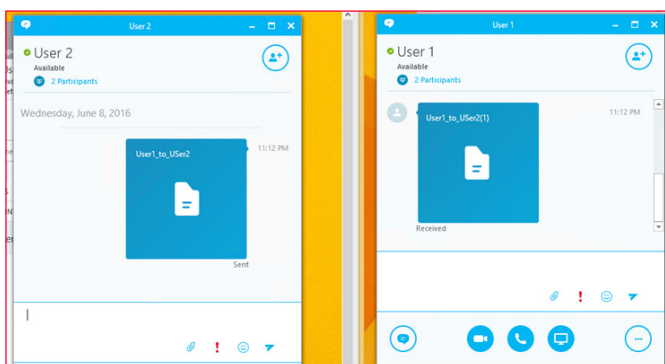 User 2
User 2
Available
2 Participants
Wednesday, June 8, 2016
User1_to_USer2
11:12 PM
Sent
User 1
User 1
Available
2 Participants
User1_to_USer2(1)
11:12 PM
Received